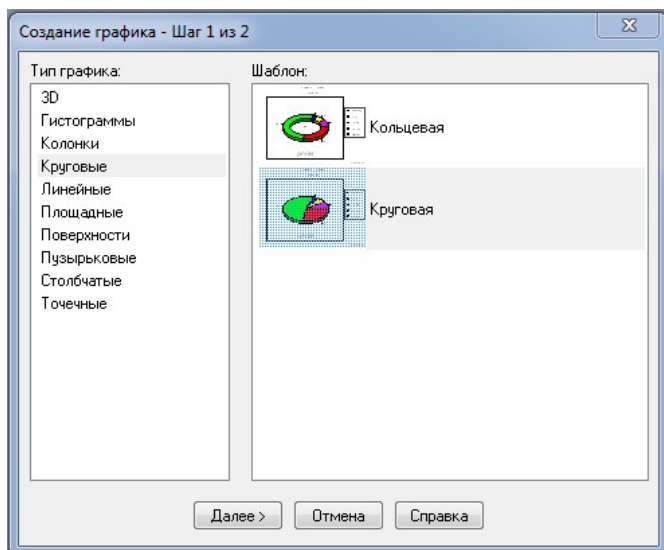 Создание графика - Шаг 1 из 2
Тип графика:
3D
Гистограммы
Колонки
Круговые
Линейные
Площадные
Поверхности
Пузырьковые
Столбчатые
Точечные
Шаблон:
Кольцевая
Круговая
Далее >
Отмена
Справка